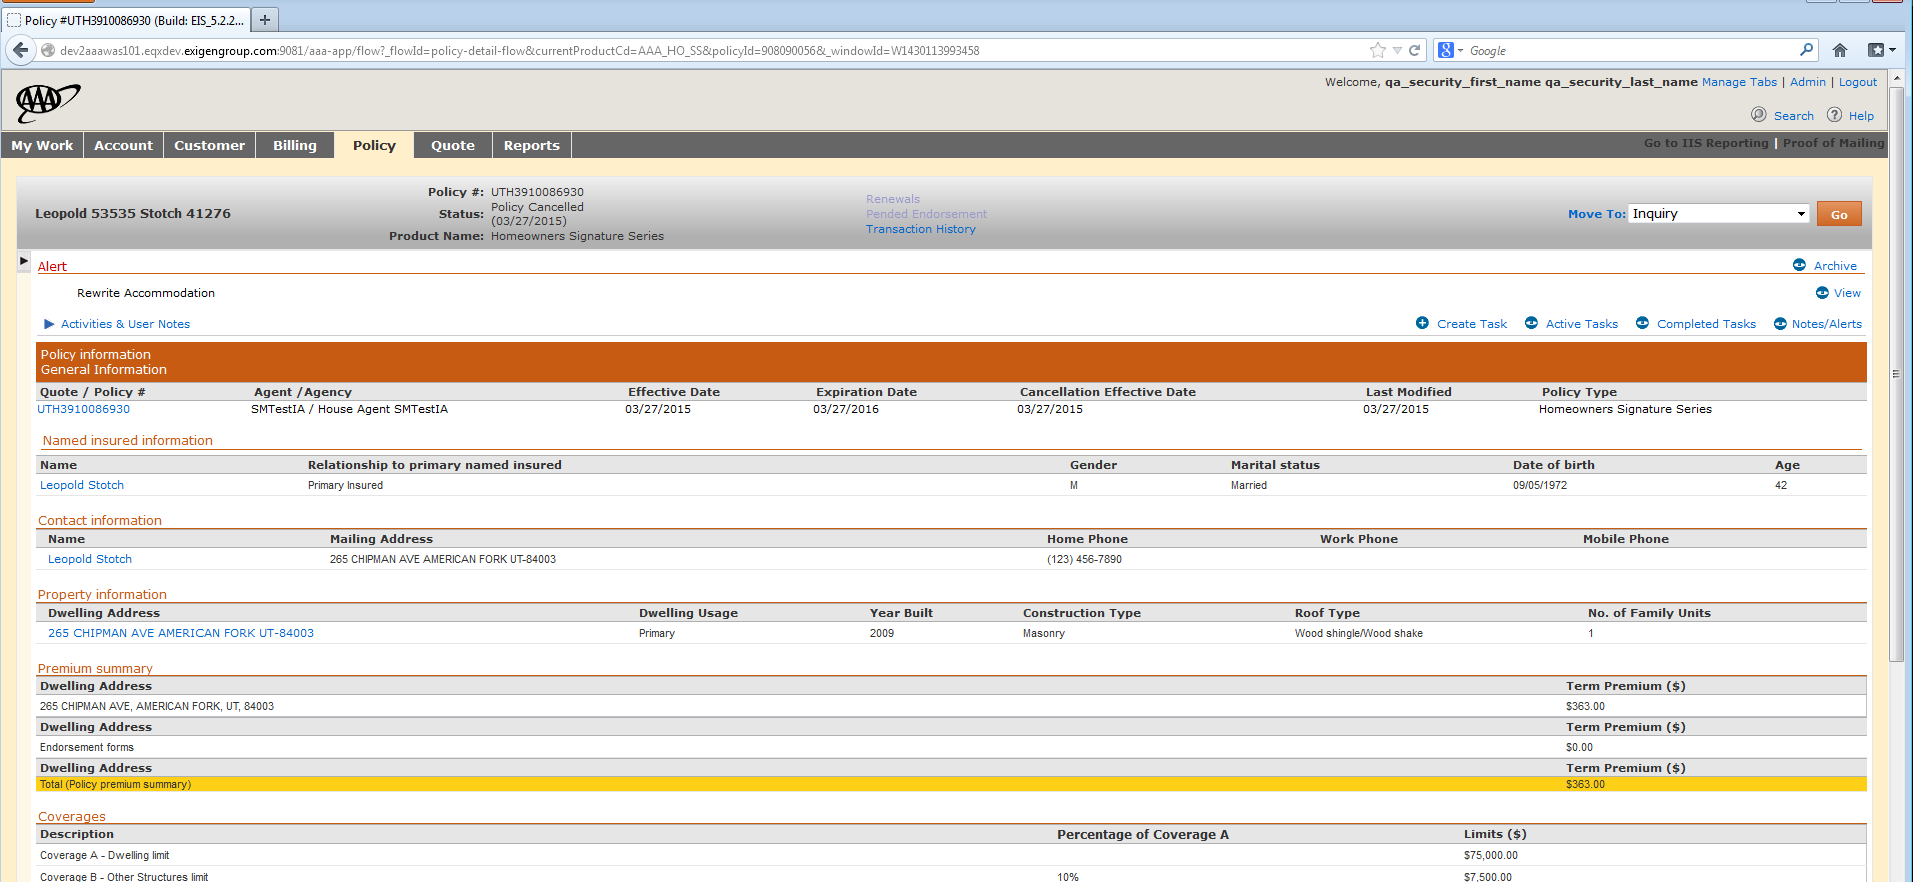 Policy #UTH3910086930 (Build: EIS_5.2.2...
dev2aaawas101.eqxdev.exigengroup.com:9081/aaa-app/flow?_flowId=policy-detail-flow&currentProductCd=AAA_HO_SS&policyId=908090056&_windowId=W1430113993458
Google
Welcome, qa_security_first_name qa_security_last_name Manage Tabs | Admin | Logout
AAA
Search Help
My Work Account Customer Billing Policy Quote Reports
Go to IIS Reporting | Proof of Mailing
Leopold 53535 Stotch 41276
Policy #: UTH3910086930
Status: Policy Cancelled
(03/27/2015)
Product Name: Homeowners Signature Series
Renewals
Pended Endorsement
Transaction History
Move To: Inquiry Go
Alert Archive
Rewrite Accommodation View
Activities & User Notes Create Task Active Tasks Completed Tasks Notes/Alerts
Policy information
General Information
Quote / Policy # Agent /Agency Effective Date Expiration Date Cancellation Effective Date Last Modified Policy Type
UTH3910086930 SMTestIA / House Agent SMTestIA 03/27/2015 03/27/2016 03/27/2015 03/27/2015 Homeowners Signature Series
Named insured information
Name Relationship to primary named insured Gender Marital status Date of birth Age
Leopold Stotch Primary Insured M Married 09/05/1972 42
Contact information
Name Mailing Address Home Phone Work Phone Mobile Phone
Leopold Stotch 265 CHIPMAN AVE AMERICAN FORK UT-84003 (123) 456-7890
Property information
Dwelling Address Dwelling Usage Year Built Construction Type Roof Type No. of Family Units
265 CHIPMAN AVE AMERICAN FORK UT-84003 Primary 2009 Masonry Wood shingle/Wood shake 1
Premium summary
Dwelling Address Term Premium ($)
265 CHIPMAN AVE, AMERICAN FORK, UT, 84003 $363.00
Dwelling Address Term Premium ($)
Endorsement forms $0.00
Dwelling Address Term Premium ($)
Total (Policy premium summary) $363.00
Coverages
Description Percentage of Coverage A Limits ($)
Coverage A - Dwelling limit $75,000.00
Coverage B - Other Structures limit 10% $7,500.00